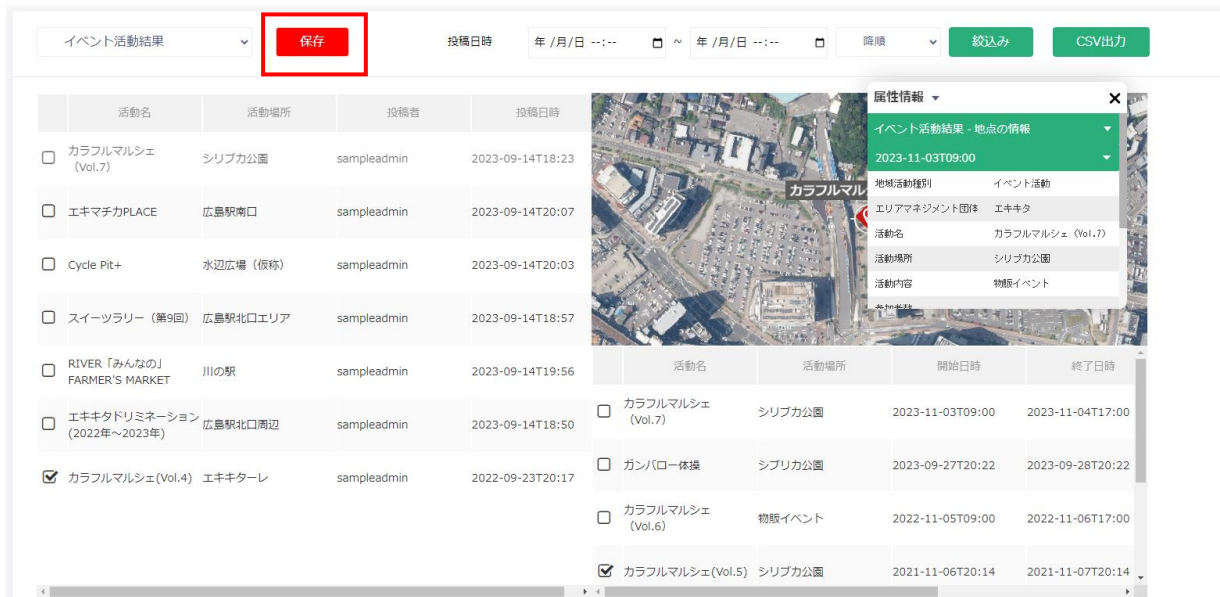 イベント活動結果 保存 投稿日時 年 /月/日 --:-- ~ 年 /月/日 --:-- 降順 絞込み CSV出力
活動名 活動場所 投稿者 投稿日時
カラフルマルシェ
(Vol.7)
シリブカ公園 sampleadmin 2023-09-14T18:23
エキマチカPLACE 広島駅南口 sampleadmin 2023-09-14T20:07
Cycle Pit+ 水辺広場（仮称） sampleadmin 2023-09-14T20:03
スイーツラリー（第9回） 広島駅北口エリア sampleadmin 2023-09-14T18:57
RIVER「みんなの」
FARMER'S MARKET
川の駅 sampleadmin 2023-09-14T19:56
エキキタドリミネーション
(2022年～2023年)
広島駅北口周辺 sampleadmin 2023-09-14T18:50
カラフルマルシェ(Vol.4) エキキターレ sampleadmin 2022-09-23T20:17
カラフルマル
属性情報
イベント活動結果 - 地点の情報
2023-11-03T09:00
地域活動種別 イベント活動
エリアマネジメント団体 エキキタ
活動名 カラフルマルシェ (Vol.7)
活動場所 シリブカ公園
活動内容 物販イベント
活動名 活動場所 開始日時 終了日時
カラフルマルシェ
(Vol.7)
シリブカ公園 2023-11-03T09:00 2023-11-04T17:00
ガンバロー体操 シブリカ公園 2023-09-27T20:22 2023-09-28T20:22
カラフルマルシェ
(Vol.6)
物販イベント 2022-11-05T09:00 2022-11-06T17:00
カラフルマルシェ(Vol.5) シリブカ公園 2021-11-06T20:14 2021-11-07T20:14